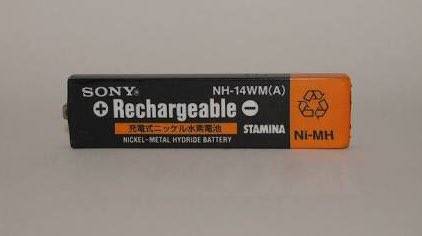 SONY® NH-14WM(A)
+ Rechargeable −
充電式ニッケル水素電池 STAMINA
NICKEL-METAL HYDRIDE BATTERY
Ni-MH